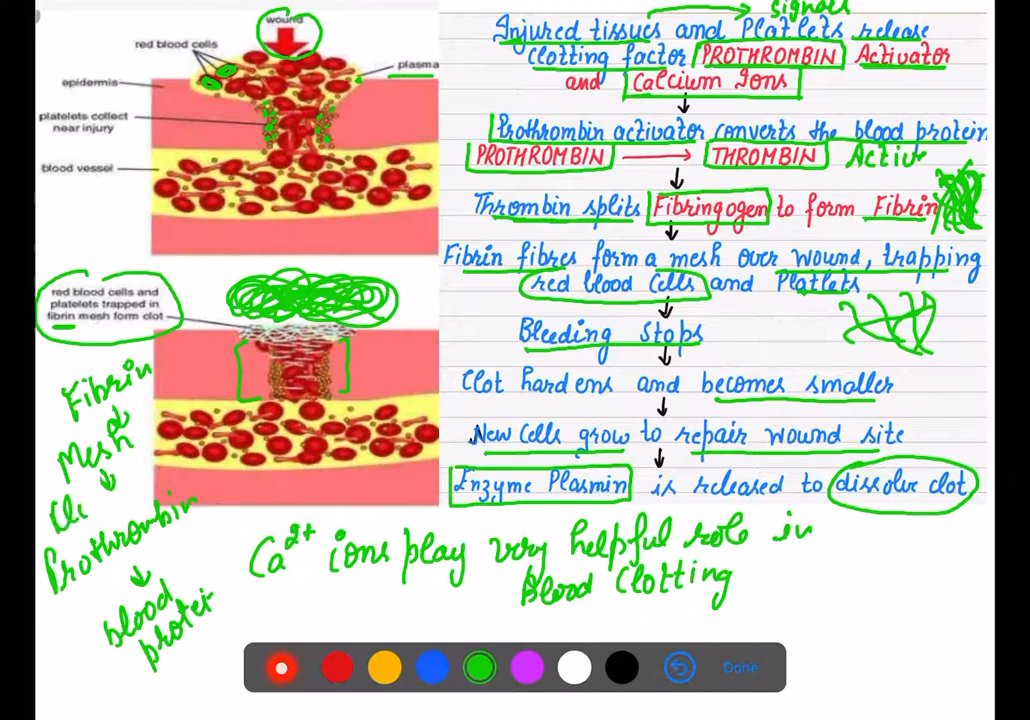 wound
red blood cells
plasma
epidermis
platelets collect
near injury
blood vessel
red blood cells and
platelets trapped in
fibrin mesh form clot
Fibrin
Mesh
Prothrombin
blood
protein
signals
Injured tissues and Platlets release
clotting factor PROTHROMBIN Activator
and Calcium Ions
Prothrombin activator converts the blood protein
PROTHROMBIN → THROMBIN Active
Thrombin splits Fibringogen to form Fibrin
Fibrin fibres form a mesh over wound, trapping
red blood Cells and Platlets
Bleeding Stops
Clot hardens and becomes smaller
New Cells grow to repair wound site
Enzyme Plasmin is released to dissolve clot
Ca2+ ions play very helpful role in
Blood Clotting
Done